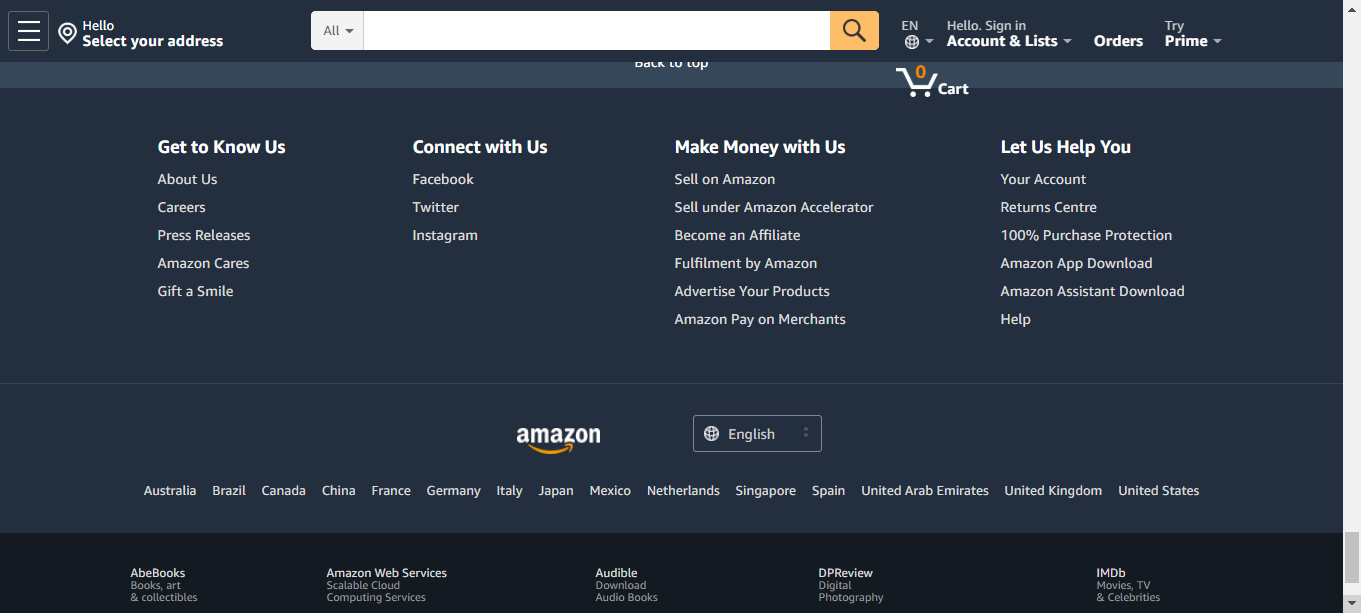 Hello
Select your address
All
EN
Hello. Sign in
Account & Lists
Orders
Try
Prime
Back to top
0
Cart
Get to Know Us
About Us
Careers
Press Releases
Amazon Cares
Gift a Smile
Connect with Us
Facebook
Twitter
Instagram
Make Money with Us
Sell on Amazon
Sell under Amazon Accelerator
Become an Affiliate
Fulfilment by Amazon
Advertise Your Products
Amazon Pay on Merchants
Let Us Help You
Your Account
Returns Centre
100% Purchase Protection
Amazon App Download
Amazon Assistant Download
Help
amazon
English
Australia Brazil Canada China France Germany Italy Japan Mexico Netherlands Singapore Spain United Arab Emirates United Kingdom United States
AbeBooks
Books, art
& collectibles
Amazon Web Services
Scalable Cloud
Computing Services
Audible
Download
Audio Books
DPReview
Digital
Photography
IMDb
Movies, TV
& Celebrities